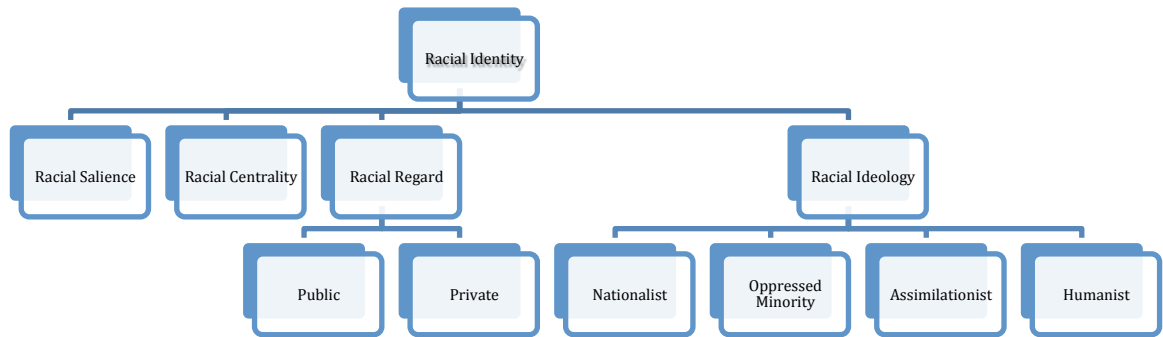 Racial Identity
Racial Salience
Racial Centrality
Racial Regard
Racial Ideology
Public
Private
Nationalist
Oppressed
Minority
Assimilationist
Humanist